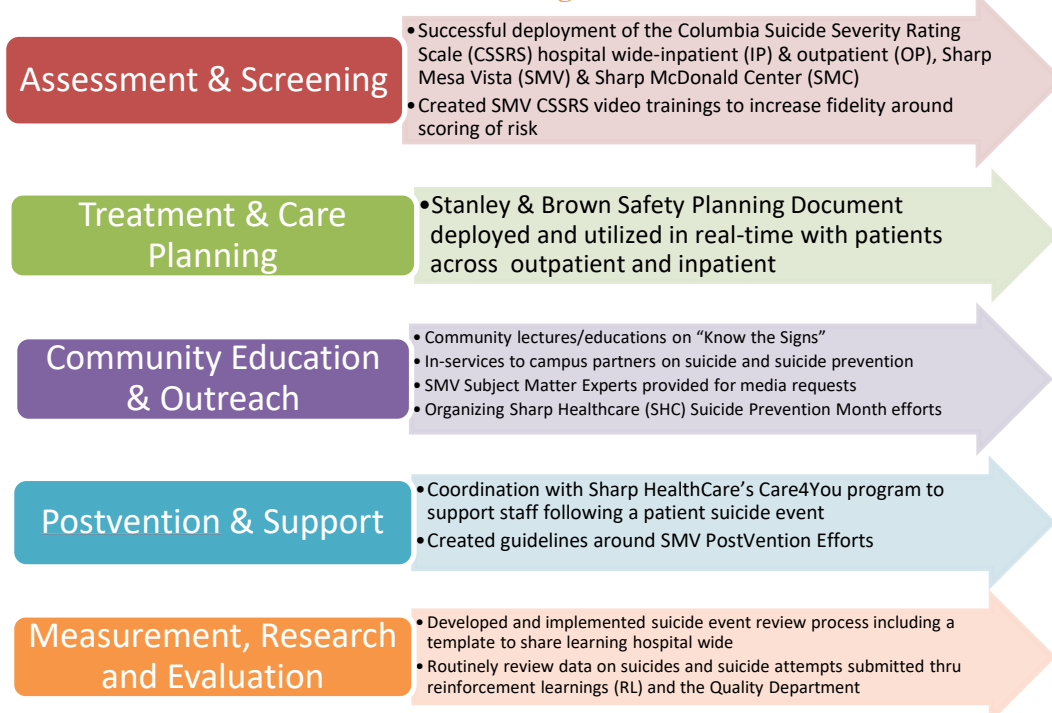 Assessment & Screening
• Successful deployment of the Columbia Suicide Severity Rating
Scale (CSSRS) hospital wide-inpatient (IP) & outpatient (OP), Sharp
Mesa Vista (SMV) & Sharp McDonald Center (SMC)
• Created SMV CSSRS video trainings to increase fidelity around
scoring of risk
Treatment & Care
Planning
• Stanley & Brown Safety Planning Document
deployed and utilized in real-time with patients
across outpatient and inpatient
Community Education
& Outreach
• Community lectures/educations on “Know the Signs”
• In-services to campus partners on suicide and suicide prevention
• SMV Subject Matter Experts provided for media requests
• Organizing Sharp Healthcare (SHC) Suicide Prevention Month efforts
Postvention & Support
• Coordination with Sharp HealthCare’s Care4You program to
support staff following a patient suicide event
• Created guidelines around SMV PostVention Efforts
Measurement, Research
and Evaluation
• Developed and implemented suicide event review process including a
template to share learning hospital wide
• Routinely review data on suicides and suicide attempts submitted thru
reinforcement learnings (RL) and the Quality Department